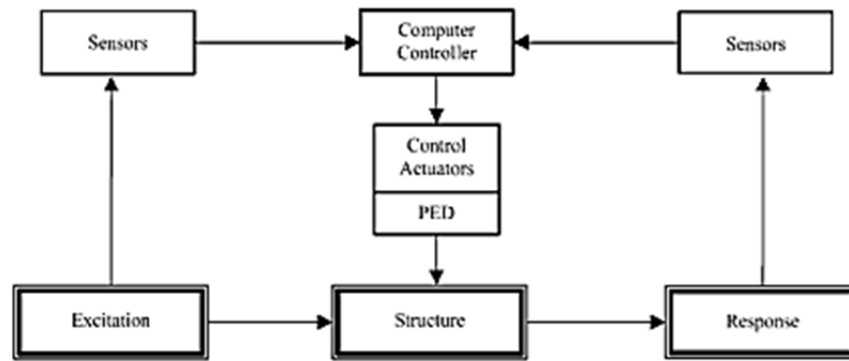 Sensors
Computer
Controller
Sensors
Control
Actuators
PED
Excitation
Structure
Response